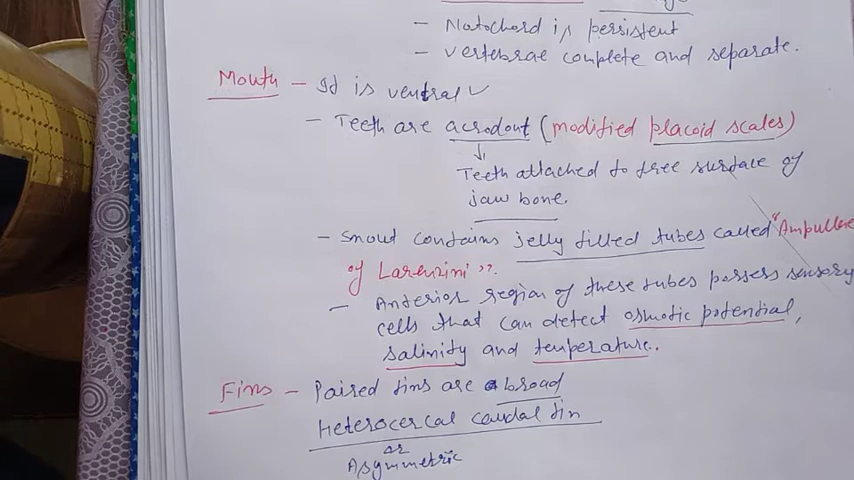 - Notochord is persistent
- Vertebrae complete and separate.
Mouth - It is ventral ✓
- Teeth are acrodont (modified placoid scales)
↓
Teeth attached to free surface of
jaw bone.
- Snout contains jelly filled tubes called "Ampullae
of Larenzini".
- Anterior region of these tubes possess sensory
cells that can detect osmotic potential,
salinity and temperature.
Fins - Paired fins are broad
Heterocercal caudal fin
or
Asymmetric